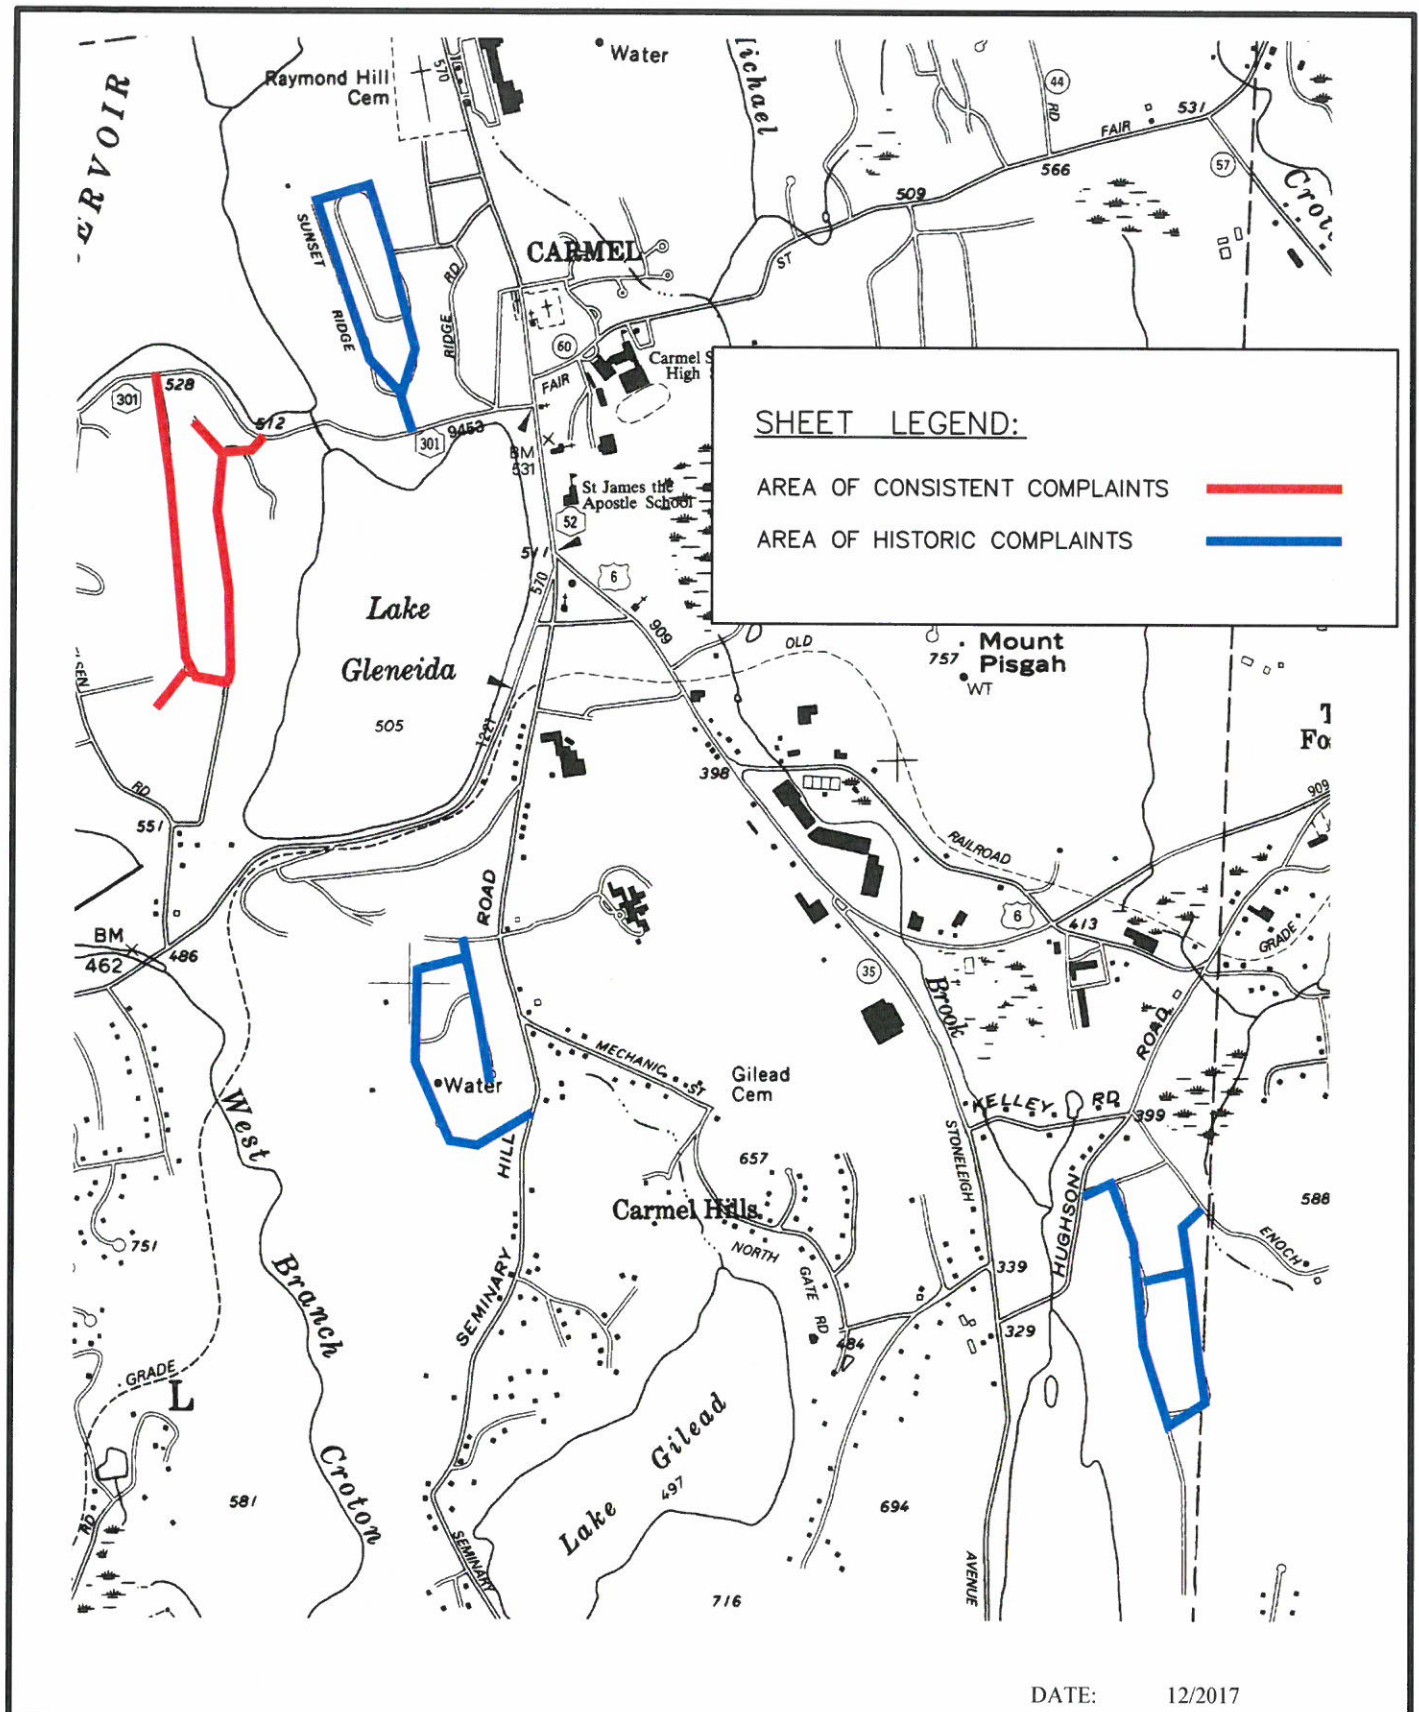 ERVOIR
Raymond Hill
Cem
570
Water
Michael
44
RD
531
FAIR
566
57
509
Croto
SUNSET
RIDGE
CARMEL
RIDGE
RD
ST
60
FAIR
Carmel S
High S
301
528
512
301
9453
BM
531
St James the
Apostle School
52
511
570
6
909
SHEET LEGEND:
AREA OF CONSISTENT COMPLAINTS
AREA OF HISTORIC COMPLAINTS
Lake
Gleneida
505
1221
OLD
757
Mount
Pisgah
WT
SEN
T
Fo
398
909
RD
551
RAILROAD
ROAD
6
413
GRADE
BM
462
486
35
Brook
ROAD
Water
MECHANIC ST
Gilead
Cem
KELLEY RD
399
West
HILL
STONELEIGH
657
HUGHSON
588
Carmel Hills
NORTH
GATE RD
ENOCH
751
Branch
SEMINARY
339
329
484
GRADE
L
Lake Gilead
497
Croton
581
694
RD
SEMINARY
AVENUE
716
DATE: 12/2017